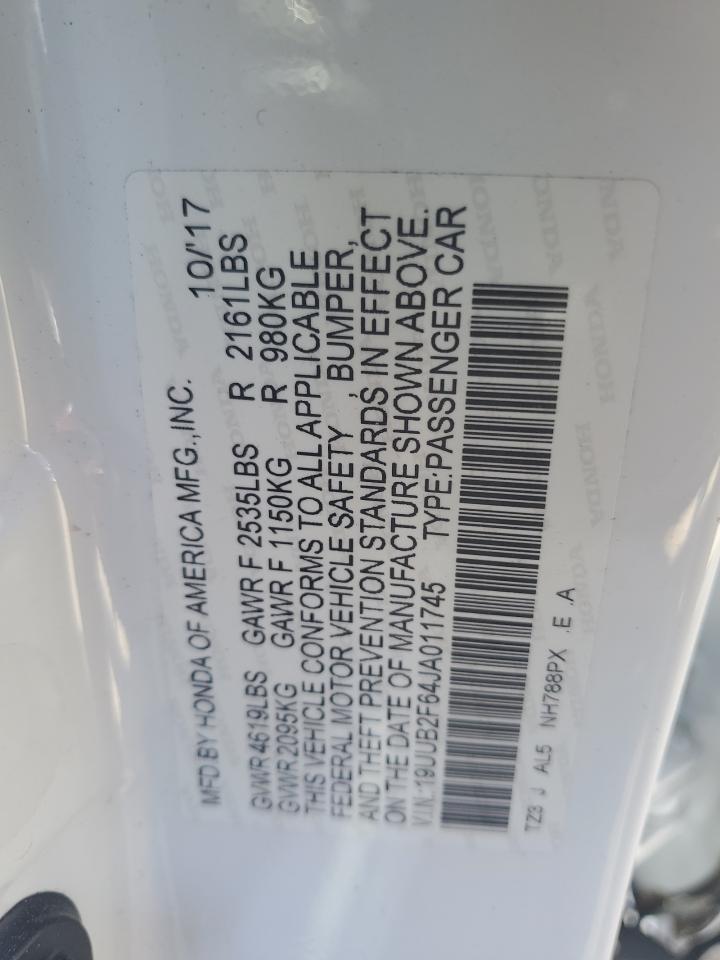 MFD BY HONDA OF AMERICA MFG.,INC. 10/'17
GVWR 4619LBS GAWR F 2535LBS R 2161LBS
GVWR 2095KG GAWR F 1150KG R 980KG
THIS VEHICLE CONFORMS TO ALL APPLICABLE
FEDERAL MOTOR VEHICLE SAFETY , BUMPER,
AND THEFT PREVENTION STANDARDS, IN EFFECT
ON THE DATE OF MANUFACTURE SHOWN ABOVE.
V.I.N:19UUB2F64JA011745 TYPE:PASSENGER CAR
TZ3 J AL5 NH788PX .E .A
HONDA